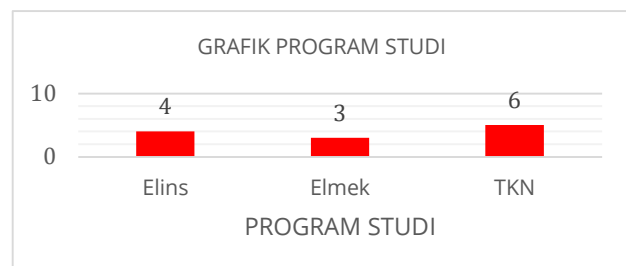 GRAFIK PROGRAM STUDI
10
0
4
3
6
Elins
Elmek
TKN
PROGRAM STUDI